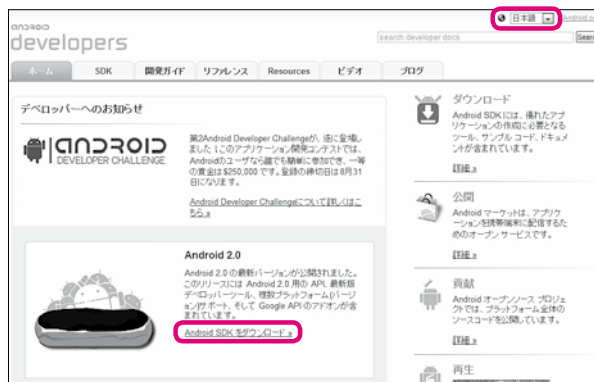 日本語
Android.co
ANDROID
developers
search developer docs
Sear
ホーム
SDK
開発ガイド
リファレンス
Resources
ビデオ
ブログ
デベロッパーへのお知らせ
ANDROID
DEVELOPER CHALLENGE
第2Android Developer Challengeが、遂に登場し
ました!このアプリケーション開発コンテストでは、
Androidのユーザなら誰でも簡単に参加でき、一等
の賞金は$250,000 です。登録の締切日は8月31
日になります。
Android Developer Challengeについて詳しくはこ
ちら »
Android 2.0
Android 2.0 の最新バージョンが公開されました。
このリリースには Android 2.0 用の API、最新版
デベロッパーツール、複数プラットフォーム(バージ
ョン)サポート、そして Google API のアドオンが含
まれています。
Android SDK をダウンロード »
ダウンロード
Android SDK には、優れたアプ
リケーションの作成に必要となる
ツール、サンプル コード、ドキュメ
ントが含まれています。
詳細 »
公開
Android マーケットは、アプリケ
ーションを携帯端末に配信するた
めのオープン サービスです。
詳細 »
貢献
Android オープンソース プロジェ
クトでは、プラットフォーム全体の
ソースコードを公開しています。
詳細 »
再生